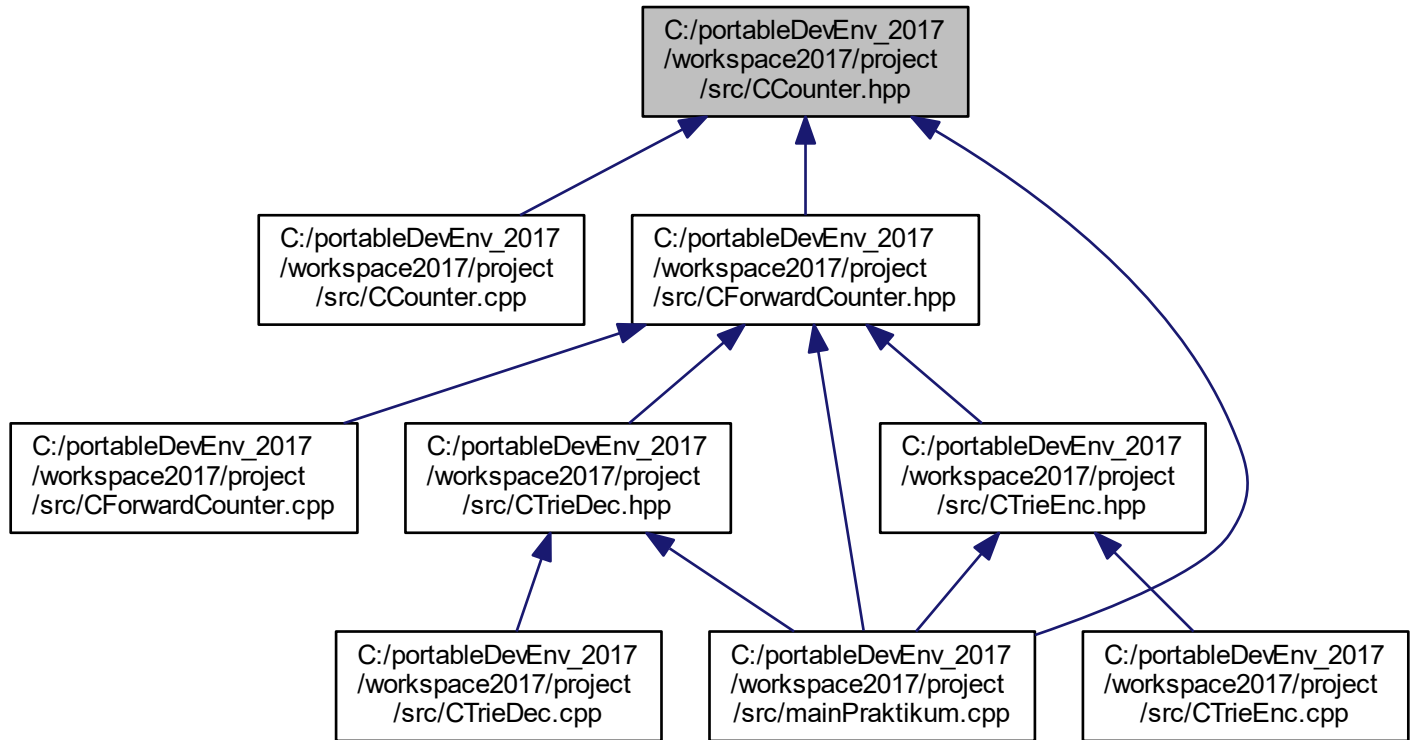 C:/portableDevEnv_2017
/workspace2017/project
/src/CCounter.hpp
C:/portableDevEnv_2017
/workspace2017/project
/src/CCounter.cpp
C:/portableDevEnv_2017
/workspace2017/project
/src/CForwardCounter.hpp
C:/portableDevEnv_2017
/workspace2017/project
/src/CForwardCounter.cpp
C:/portableDevEnv_2017
/workspace2017/project
/src/CTrieDec.hpp
C:/portableDevEnv_2017
/workspace2017/project
/src/CTrieEnc.hpp
C:/portableDevEnv_2017
/workspace2017/project
/src/CTrieDec.cpp
C:/portableDevEnv_2017
/workspace2017/project
/src/mainPraktikum.cpp
C:/portableDevEnv_2017
/workspace2017/project
/src/CTrieEnc.cpp